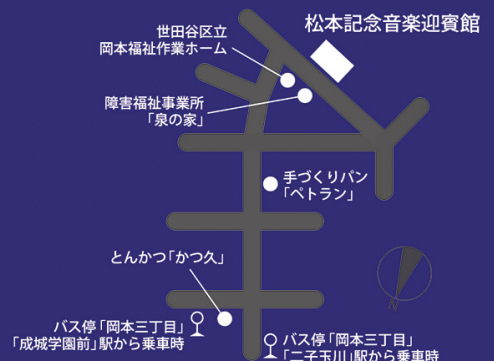 松本記念音楽迎賓館
世田谷区立
岡本福祉作業ホーム
障害福祉事業所
「泉の家」
手づくりパン
「ペトラン」
とんかつ「かつ久」
バス停「岡本三丁目」
「成城学園前」駅から乗車時
バス停「岡本三丁目」
「二子玉川」駅から乗車時
N